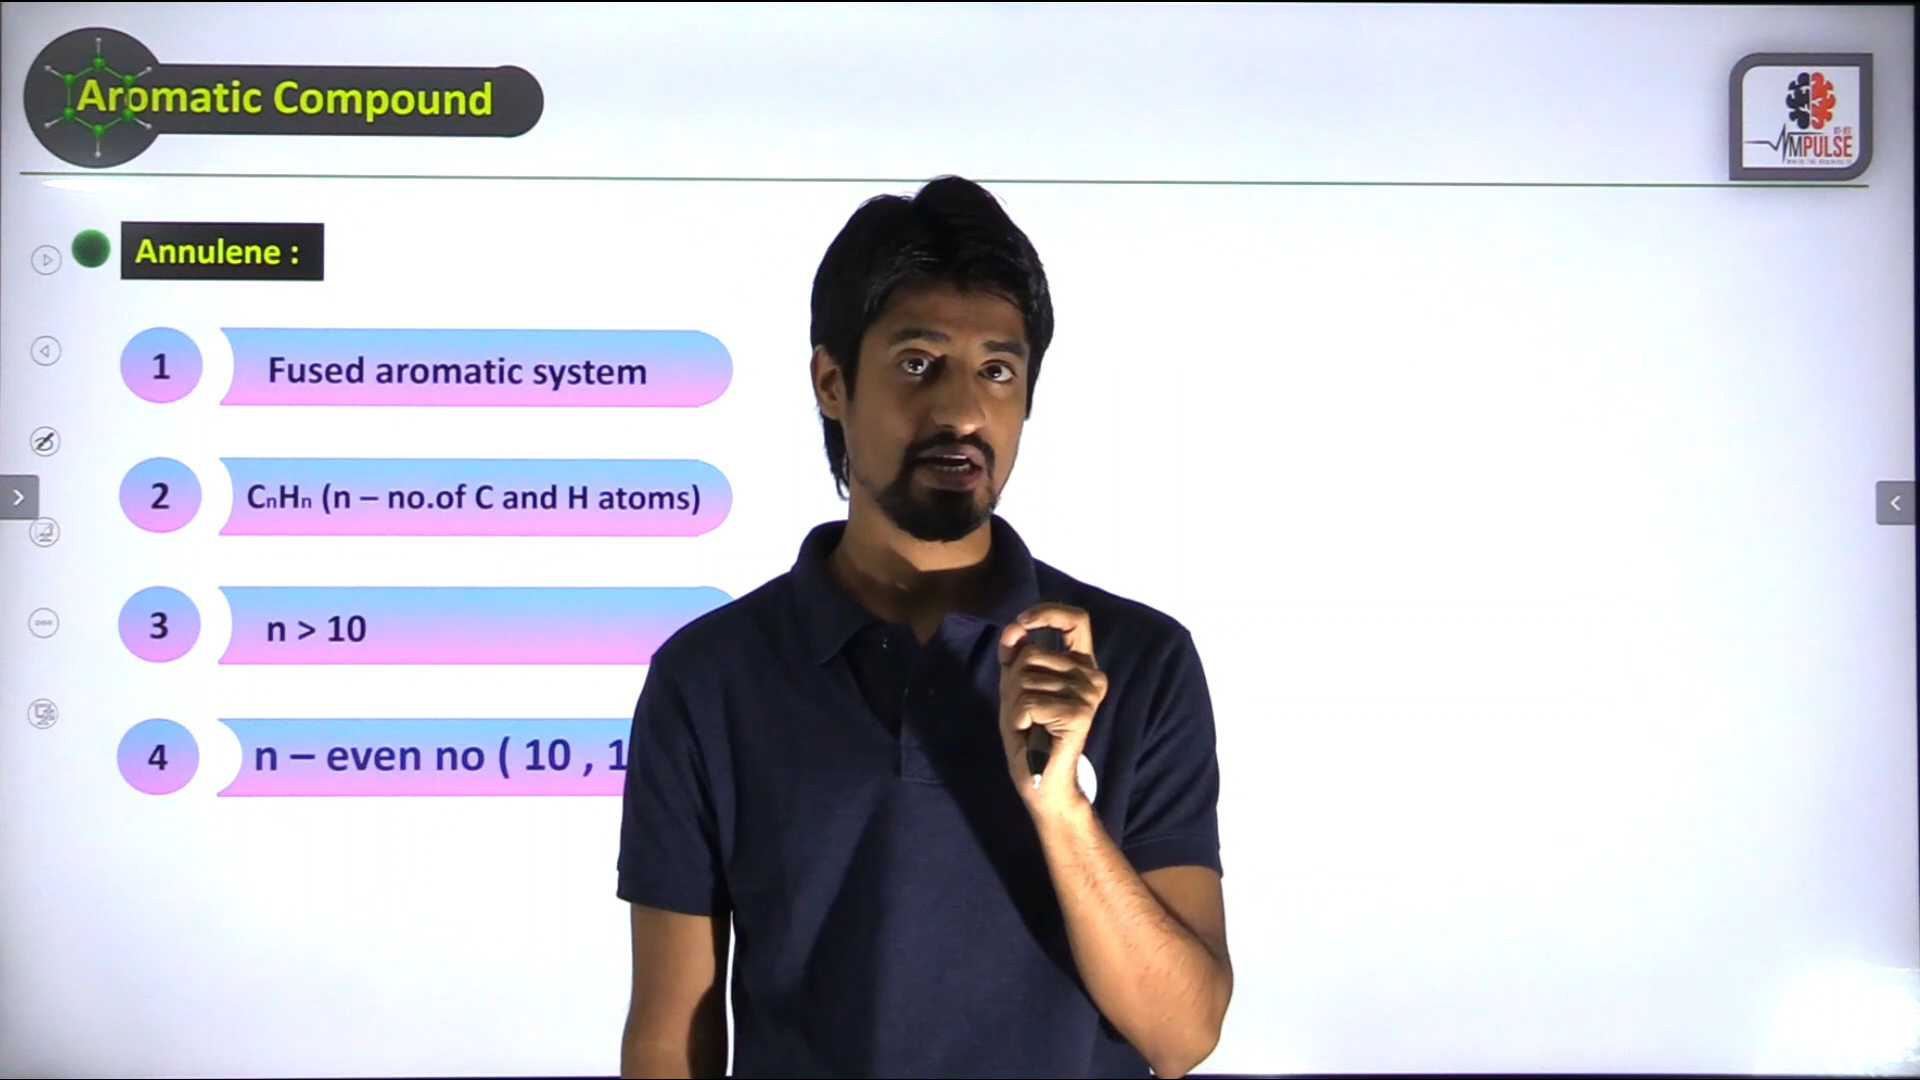 Aromatic Compound
MPULSE
Annulene :
1 Fused aromatic system
2 CnHn (n – no.of C and H atoms)
3 n > 10
4 n – even no ( 10 , 1